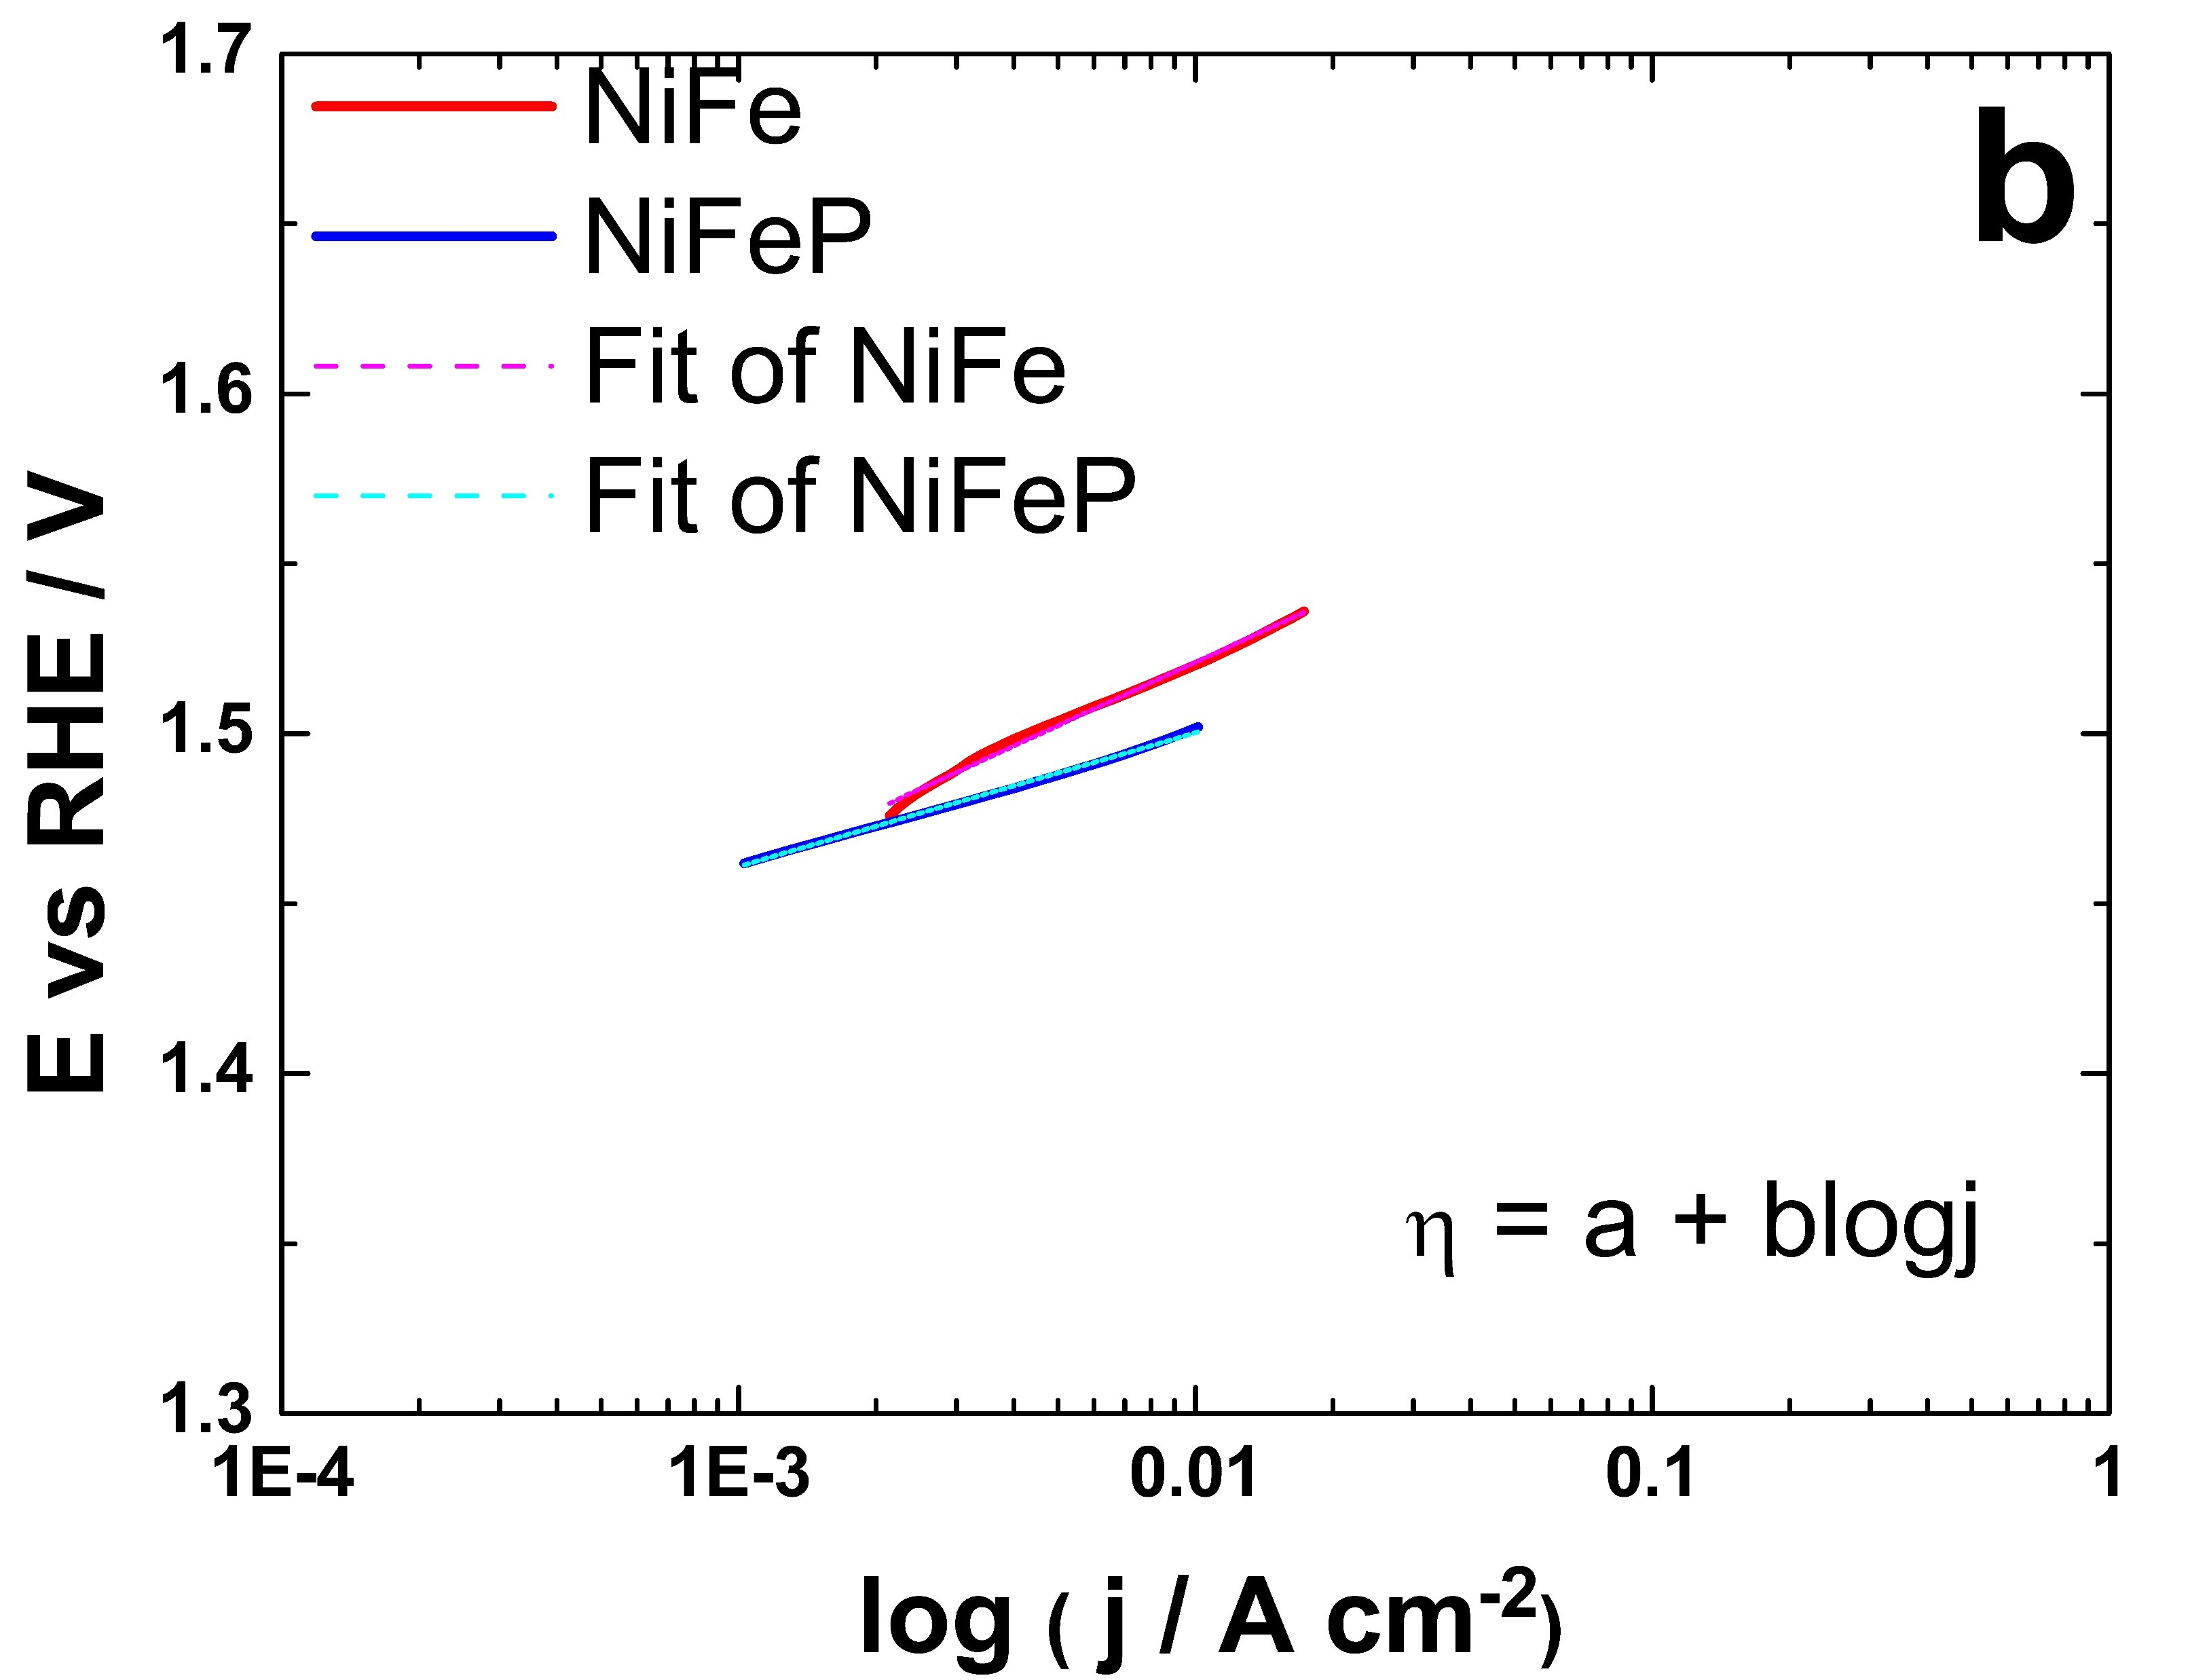 1.7
1.6
1.5
1.4
1.3
E vs RHE / V
NiFe
NiFeP
Fit of NiFe
Fit of NiFeP
b
η = a + blogj
1E-4
1E-3
0.01
0.1
1
log ( j / A cm-2)